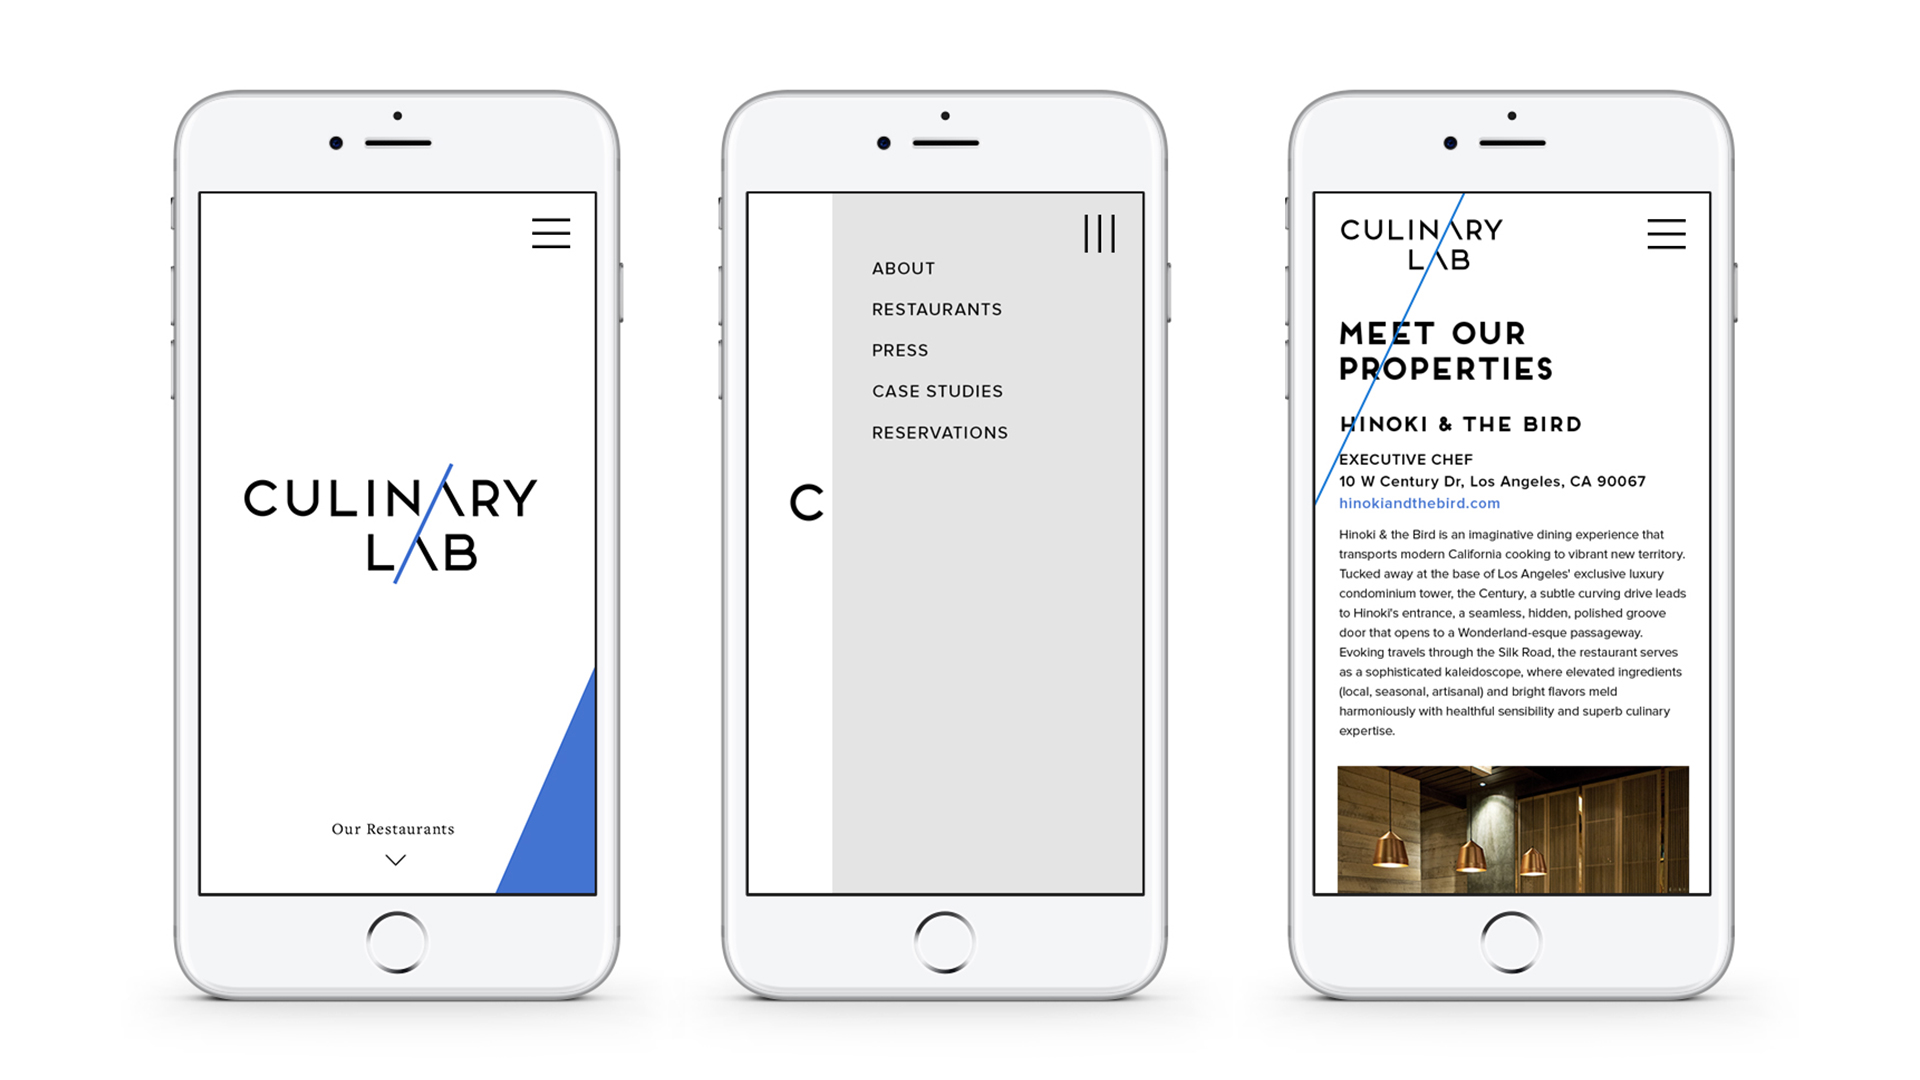 CULINARY
LAB
Our Restaurants
C
ABOUT
RESTAURANTS
PRESS
CASE STUDIES
RESERVATIONS
CULINARY
LAB
MEET OUR
PROPERTIES
HINOKI & THE BIRD
EXECUTIVE CHEF
10 W Century Dr, Los Angeles, CA 90067
hinokiandthebird.com
Hinoki & the Bird is an imaginative dining experience that
transports modern California cooking to vibrant new territory.
Tucked away at the base of Los Angeles' exclusive luxury
condominium tower, the Century, a subtle curving drive leads
to Hinoki's entrance, a seamless, hidden, polished groove
door that opens to a Wonderland-esque passageway.
Evoking travels through the Silk Road, the restaurant serves
as a sophisticated kaleidoscope, where elevated ingredients
(local, seasonal, artisanal) and bright flavors meld
harmoniously with healthful sensibility and superb culinary
expertise.